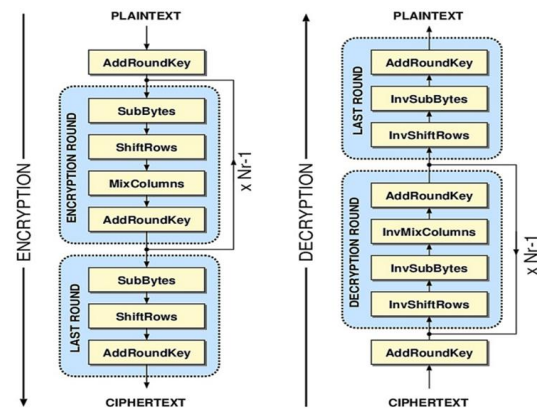 PLAINTEXT
AddRoundKey
SubBytes
ShiftRows
MixColumns
AddRoundKey
ENCRYPTION ROUND
x Nr-1
ENCRYPTION
SubBytes
ShiftRows
AddRoundKey
LAST ROUND
CIPHERTEXT
PLAINTEXT
AddRoundKey
InvSubBytes
InvShiftRows
LAST ROUND
DECRYPTION
AddRoundKey
InvMixColumns
InvSubBytes
InvShiftRows
DECRYPTION ROUND
x Nr-1
AddRoundKey
CIPHERTEXT